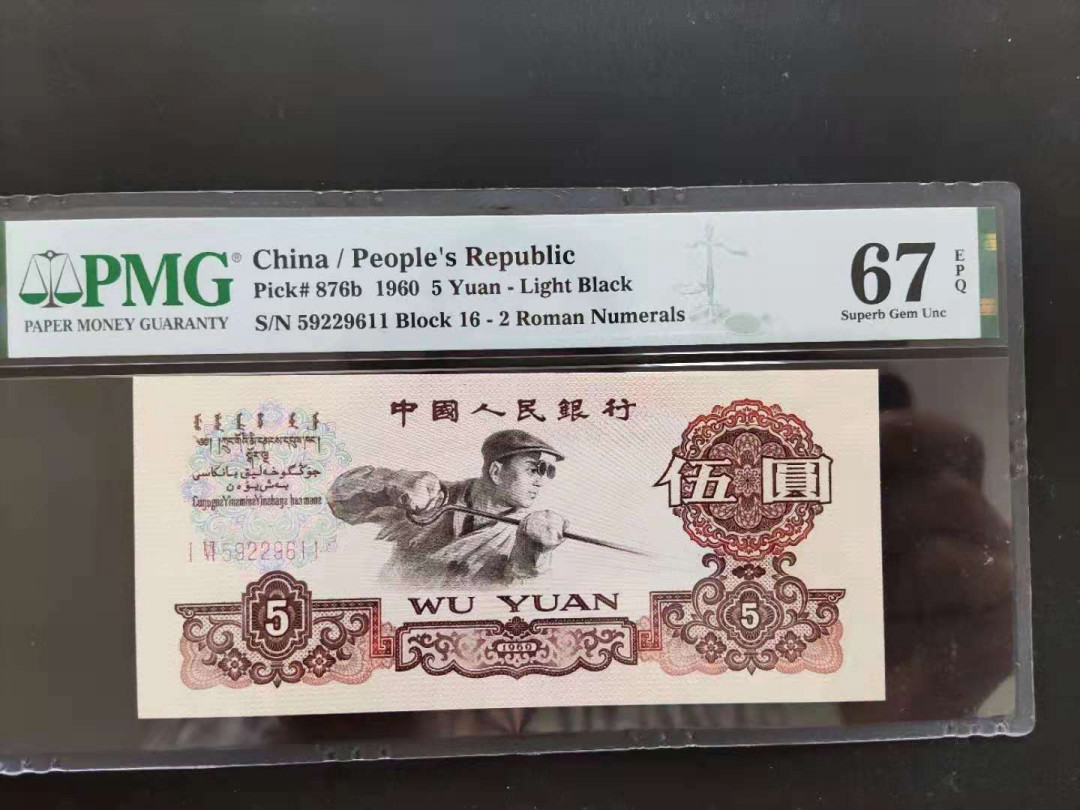 PMG®
PAPER MONEY GUARANTY
China / People's Republic
Pick# 876b 1960 5 Yuan - Light Black
S/N 59229611 Block 16 - 2 Roman Numerals
67
EPQ
Superb Gem Unc
中國人民銀行
伍圓
I VI 59229611
WU YUAN
5
1960
5